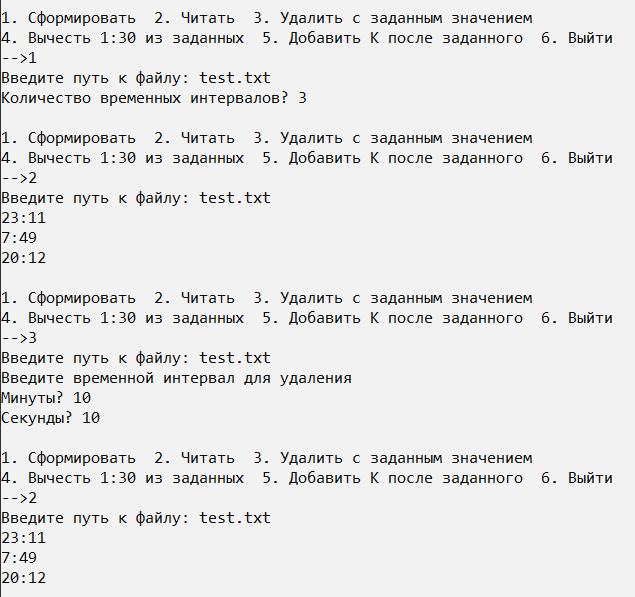 1. Сформировать  2. Читать  3. Удалить с заданным значением
4. Вычесть 1:30 из заданных  5. Добавить К после заданного  6. Выйти
-->1
Введите путь к файлу: test.txt
Количество временных интервалов? 3
1. Сформировать  2. Читать  3. Удалить с заданным значением
4. Вычесть 1:30 из заданных  5. Добавить К после заданного  6. Выйти
-->2
Введите путь к файлу: test.txt
23:11
7:49
20:12
1. Сформировать  2. Читать  3. Удалить с заданным значением
4. Вычесть 1:30 из заданных  5. Добавить К после заданного  6. Выйти
-->3
Введите путь к файлу: test.txt
Введите временной интервал для удаления
Минуты? 10
Секунды? 10
1. Сформировать  2. Читать  3. Удалить с заданным значением
4. Вычесть 1:30 из заданных  5. Добавить К после заданного  6. Выйти
-->2
Введите путь к файлу: test.txt
23:11
7:49
20:12